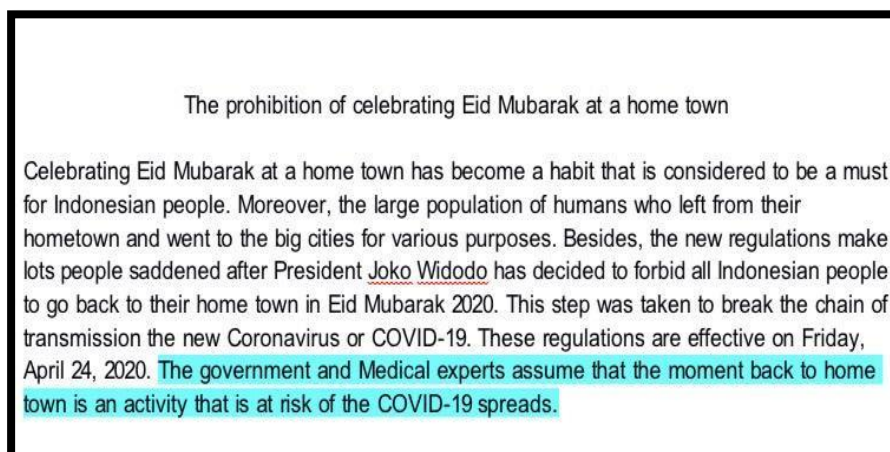 The prohibition of celebrating Eid Mubarak at a home town
Celebrating Eid Mubarak at a home town has become a habit that is considered to be a must
for Indonesian people. Moreover, the large population of humans who left from their
hometown and went to the big cities for various purposes. Besides, the new regulations make
lots people saddened after President Joko Widodo has decided to forbid all Indonesian people
to go back to their home town in Eid Mubarak 2020. This step was taken to break the chain of
transmission the new Coronavirus or COVID-19. These regulations are effective on Friday,
April 24, 2020. The government and Medical experts assume that the moment back to home
town is an activity that is at risk of the COVID-19 spreads.